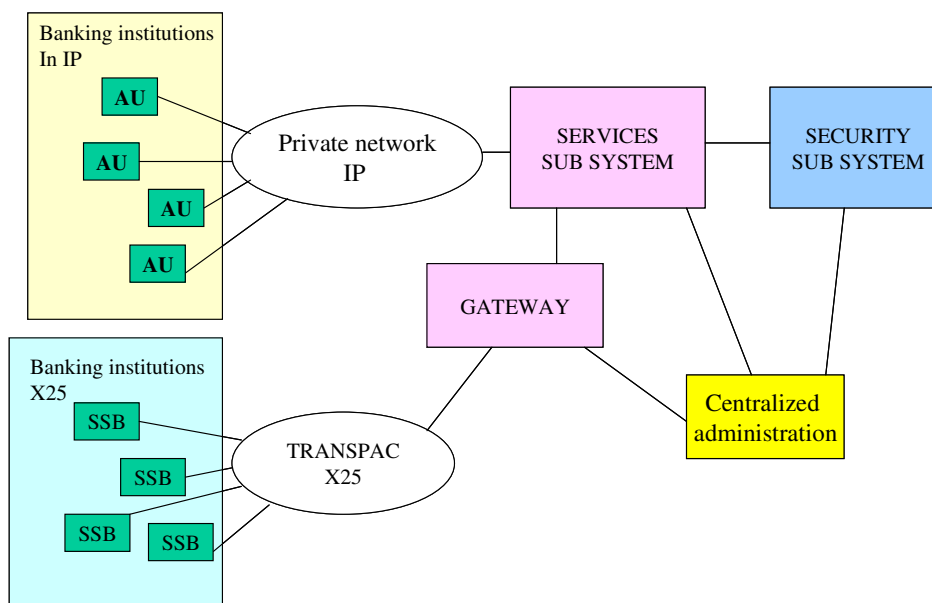 Banking institutions
In IP
AU
AU
AU
AU
Private network
IP
SERVICES
SUB SYSTEM
SECURITY
SUB SYSTEM
GATEWAY
Banking institutions
X25
SSB
SSB
SSB
SSB
TRANSPAC
X25
Centralized
administration